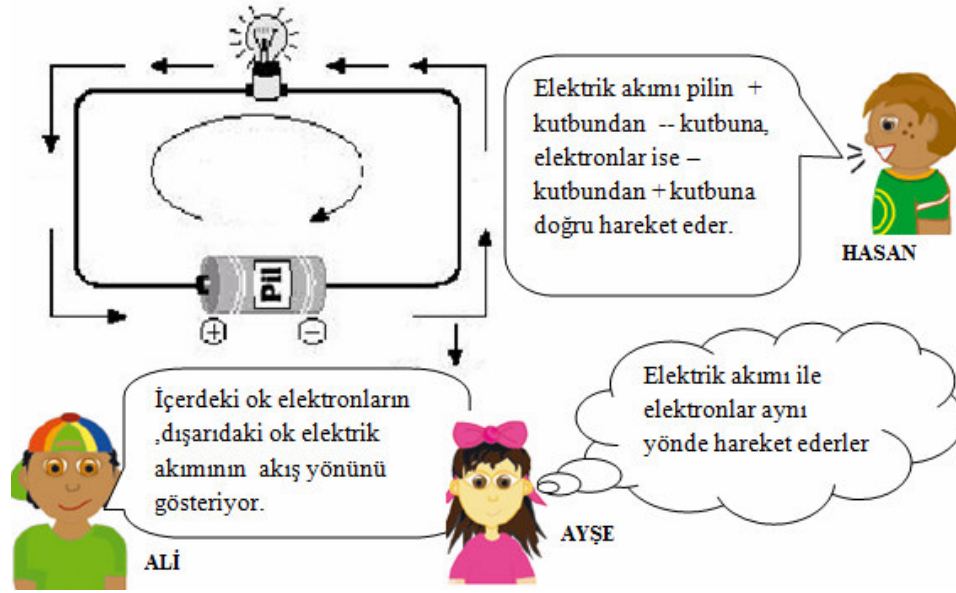 Elektrik akımı pilin +
kutbundan -- kutbuna,
elektronlar ise –
kutbundan + kutbuna
doğru hareket eder.
HASAN
Pil
+
−
İçerdeki ok elektronların
,dışarıdaki ok elektrik
akımının akış yönünü
gösteriyor.
ALİ
Elektrik akımı ile
elektronlar aynı
yönde hareket ederler
AYŞE